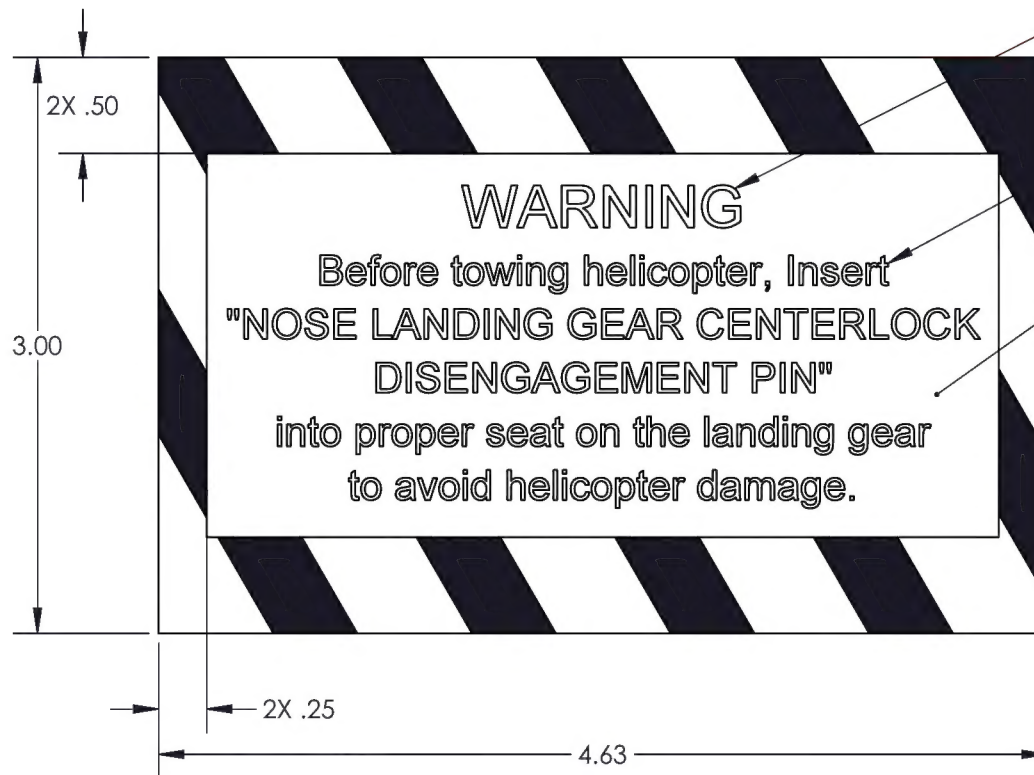 2X .50
WARNING
Before towing helicopter, Insert
"NOSE LANDING GEAR CENTERLOCK
DISENGAGEMENT PIN"
3.00
into proper seat on the landing gear
to avoid helicopter damage.
2X .25
4.63